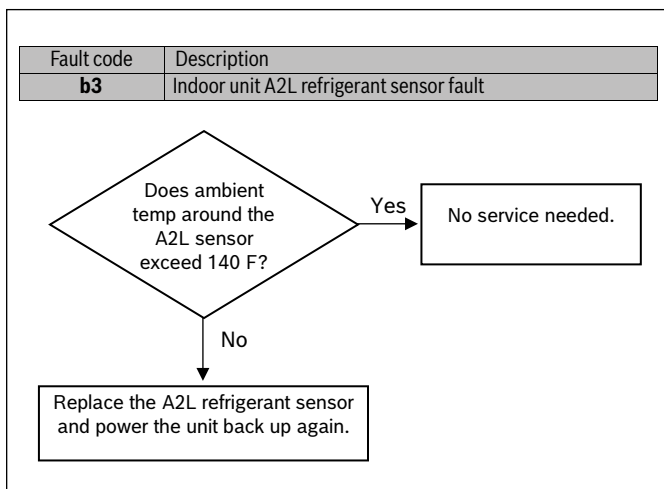 Fault code Description
b3 Indoor unit A2L refrigerant sensor fault
Does ambient
temp around the
A2L sensor
exceed 140 F?
Yes
No service needed.
No
Replace the A2L refrigerant sensor
and power the unit back up again.